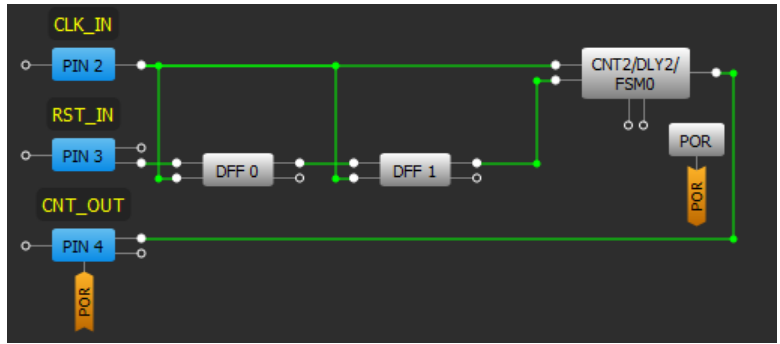 CLK_IN
PIN 2
CNT2/DLY2/
FSM0
RST_IN
PIN 3
DFF 0
DFF 1
POR
POR
CNT_OUT
PIN 4
POR